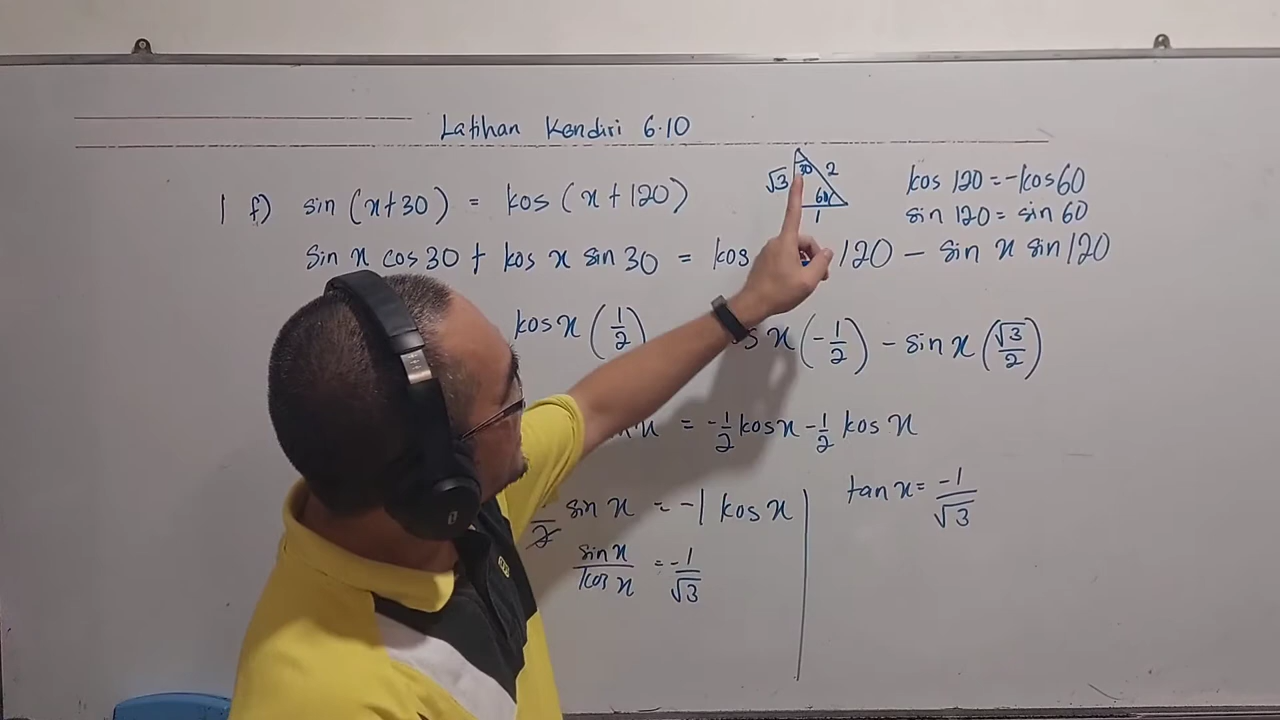 Latihan Kendiri 6.10
√3 30 2
60
1
kos 120 = -kos 60
sin 120 = sin 60
1 f) sin (x+30) = kos (x+120)
sin x cos 30 + kos x sin 30 = kos 120 - sin x sin 120
kos x (1/2) x (-1/2) - sin x (√3/2)
= -1/2 kos x - 1/2 kos x
sin x = -1 kos x
2
sin x / kos x = -1/√3
tan x = -1/√3